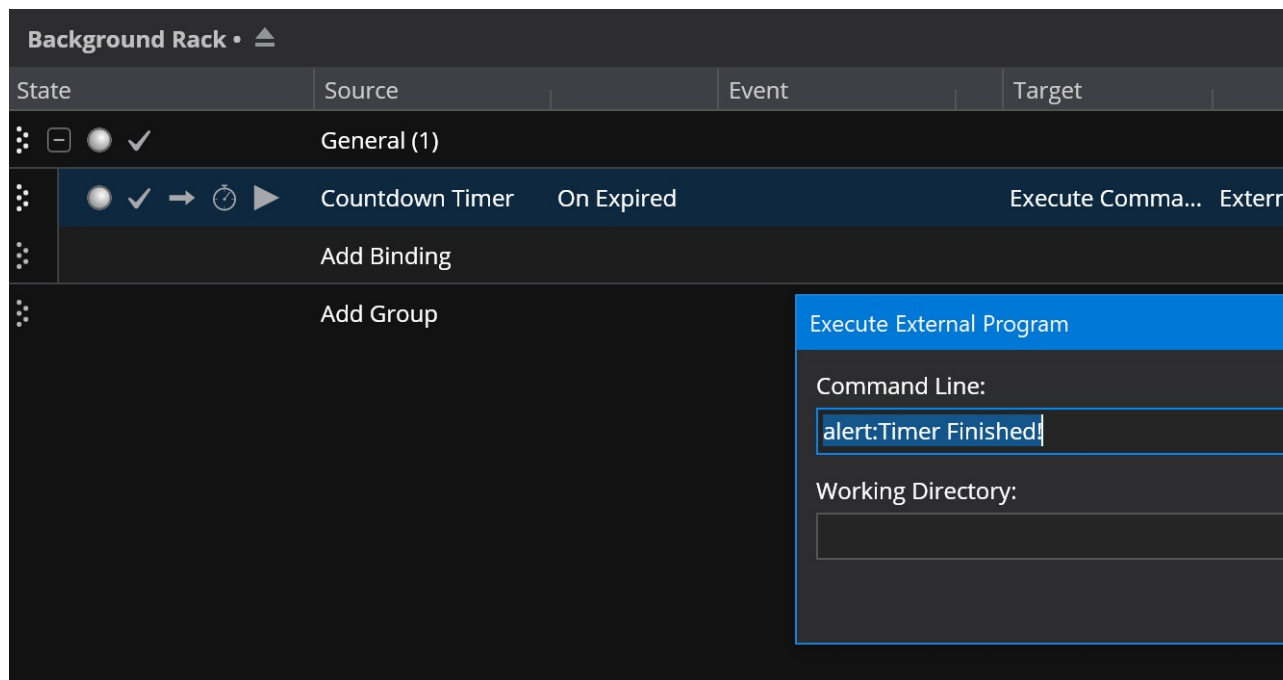 Background Rack •
State Source Event Target
General (1)
Countdown Timer On Expired Execute Comma... Extern
Add Binding
Add Group
Execute External Program
Command Line:
alert:Timer Finished!
Working Directory: